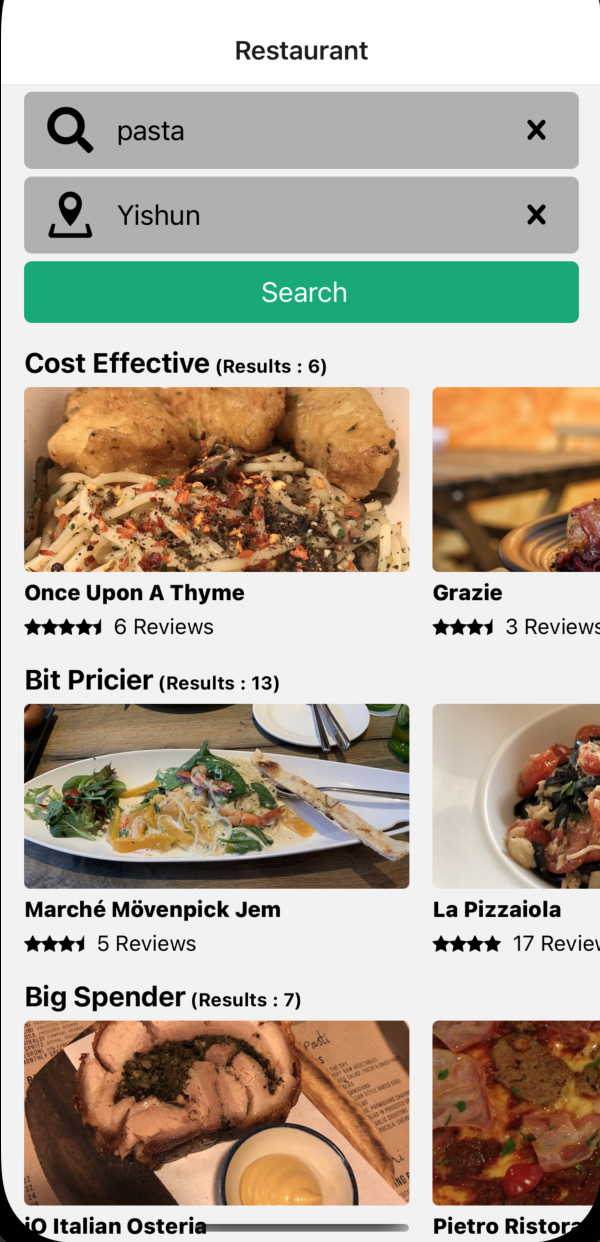 Restaurant
pasta
Yishun
Search
Cost Effective (Results : 6)
Once Upon A Thyme
Grazie
6 Reviews
3 Reviews
Bit Pricier (Results : 13)
Marché Mövenpick Jem
La Pizzaiola
5 Reviews
17 Review
Big Spender (Results : 7)
Pasti
iO Italian Osteria
Pietro Ristora